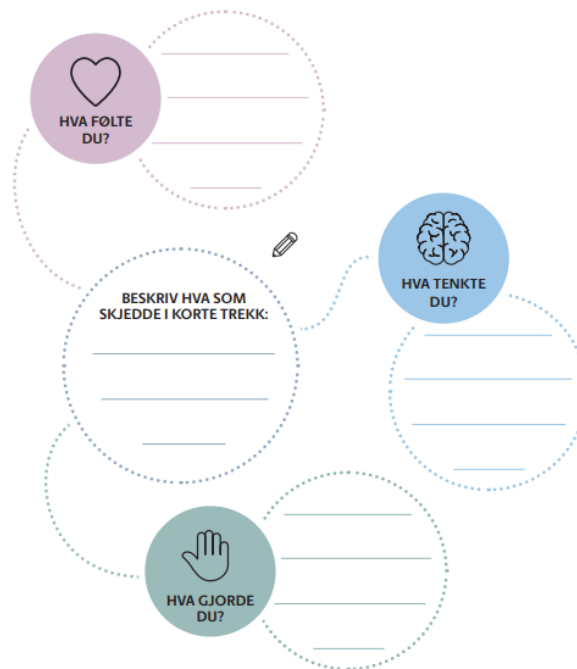 HVA FØLTE
DU?
HVA TENKTE
DU?
BESKRIV HVA SOM
SKJEDDE I KORTE TREKK:
HVA GJORDE
DU?